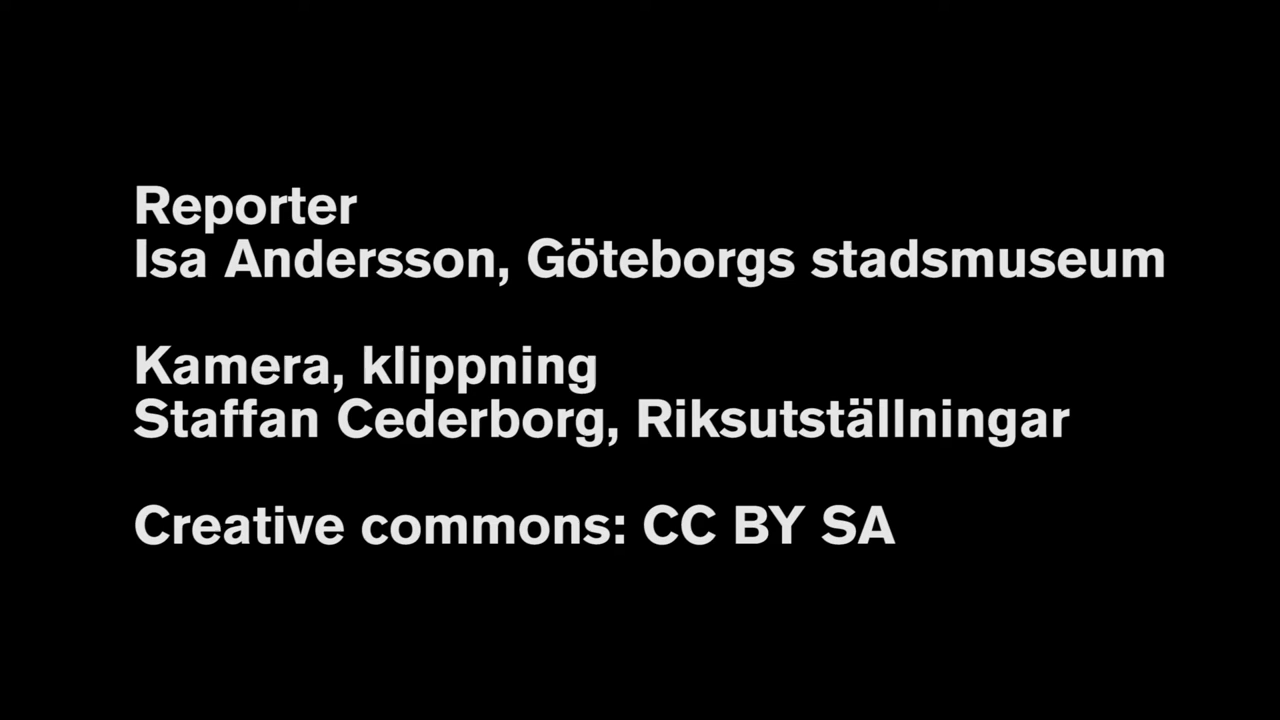 Reporter
Isa Andersson, Göteborgs stadsmuseum
Kamera, klippning
Staffan Cederborg, Riksutställningar
Creative commons: CC BY SA